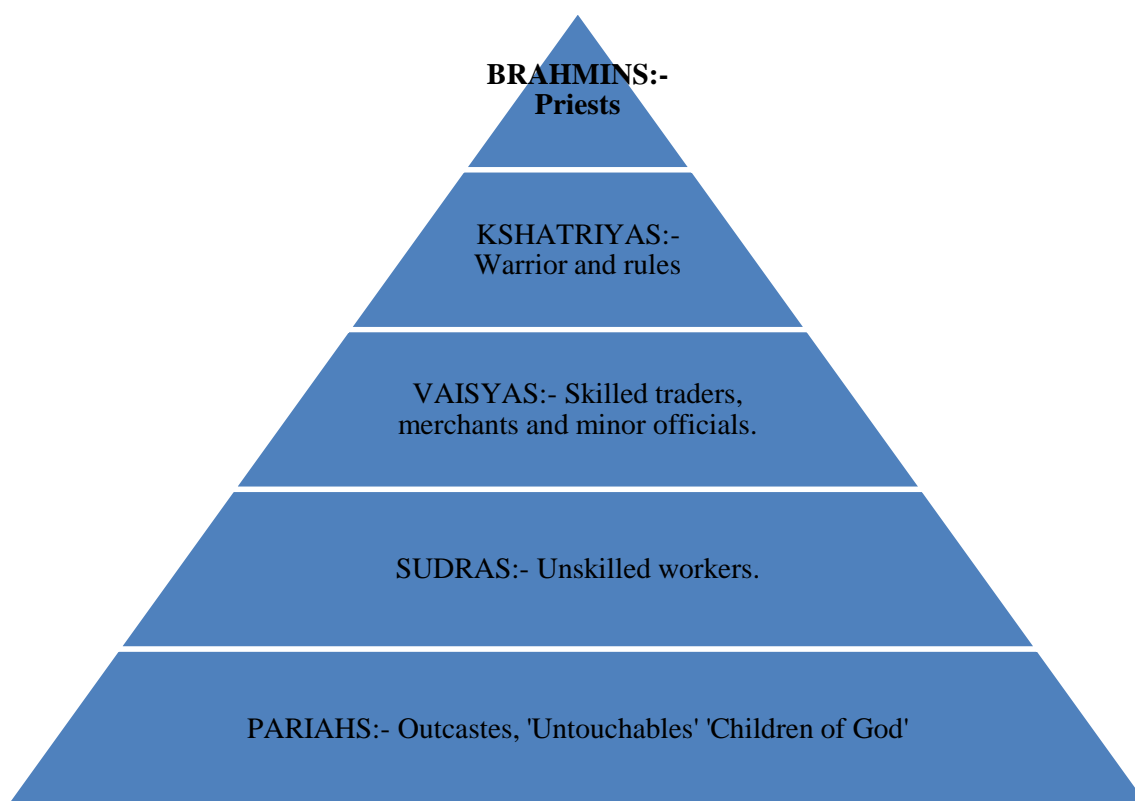 BRAHMINS:-
Priests
KSHATRIYAS:-
Warrior and rules
VAISYAS:- Skilled traders,
merchants and minor officials.
SUDRAS:- Unskilled workers.
PARIAHS:- Outcastes, 'Untouchables' 'Children of God'